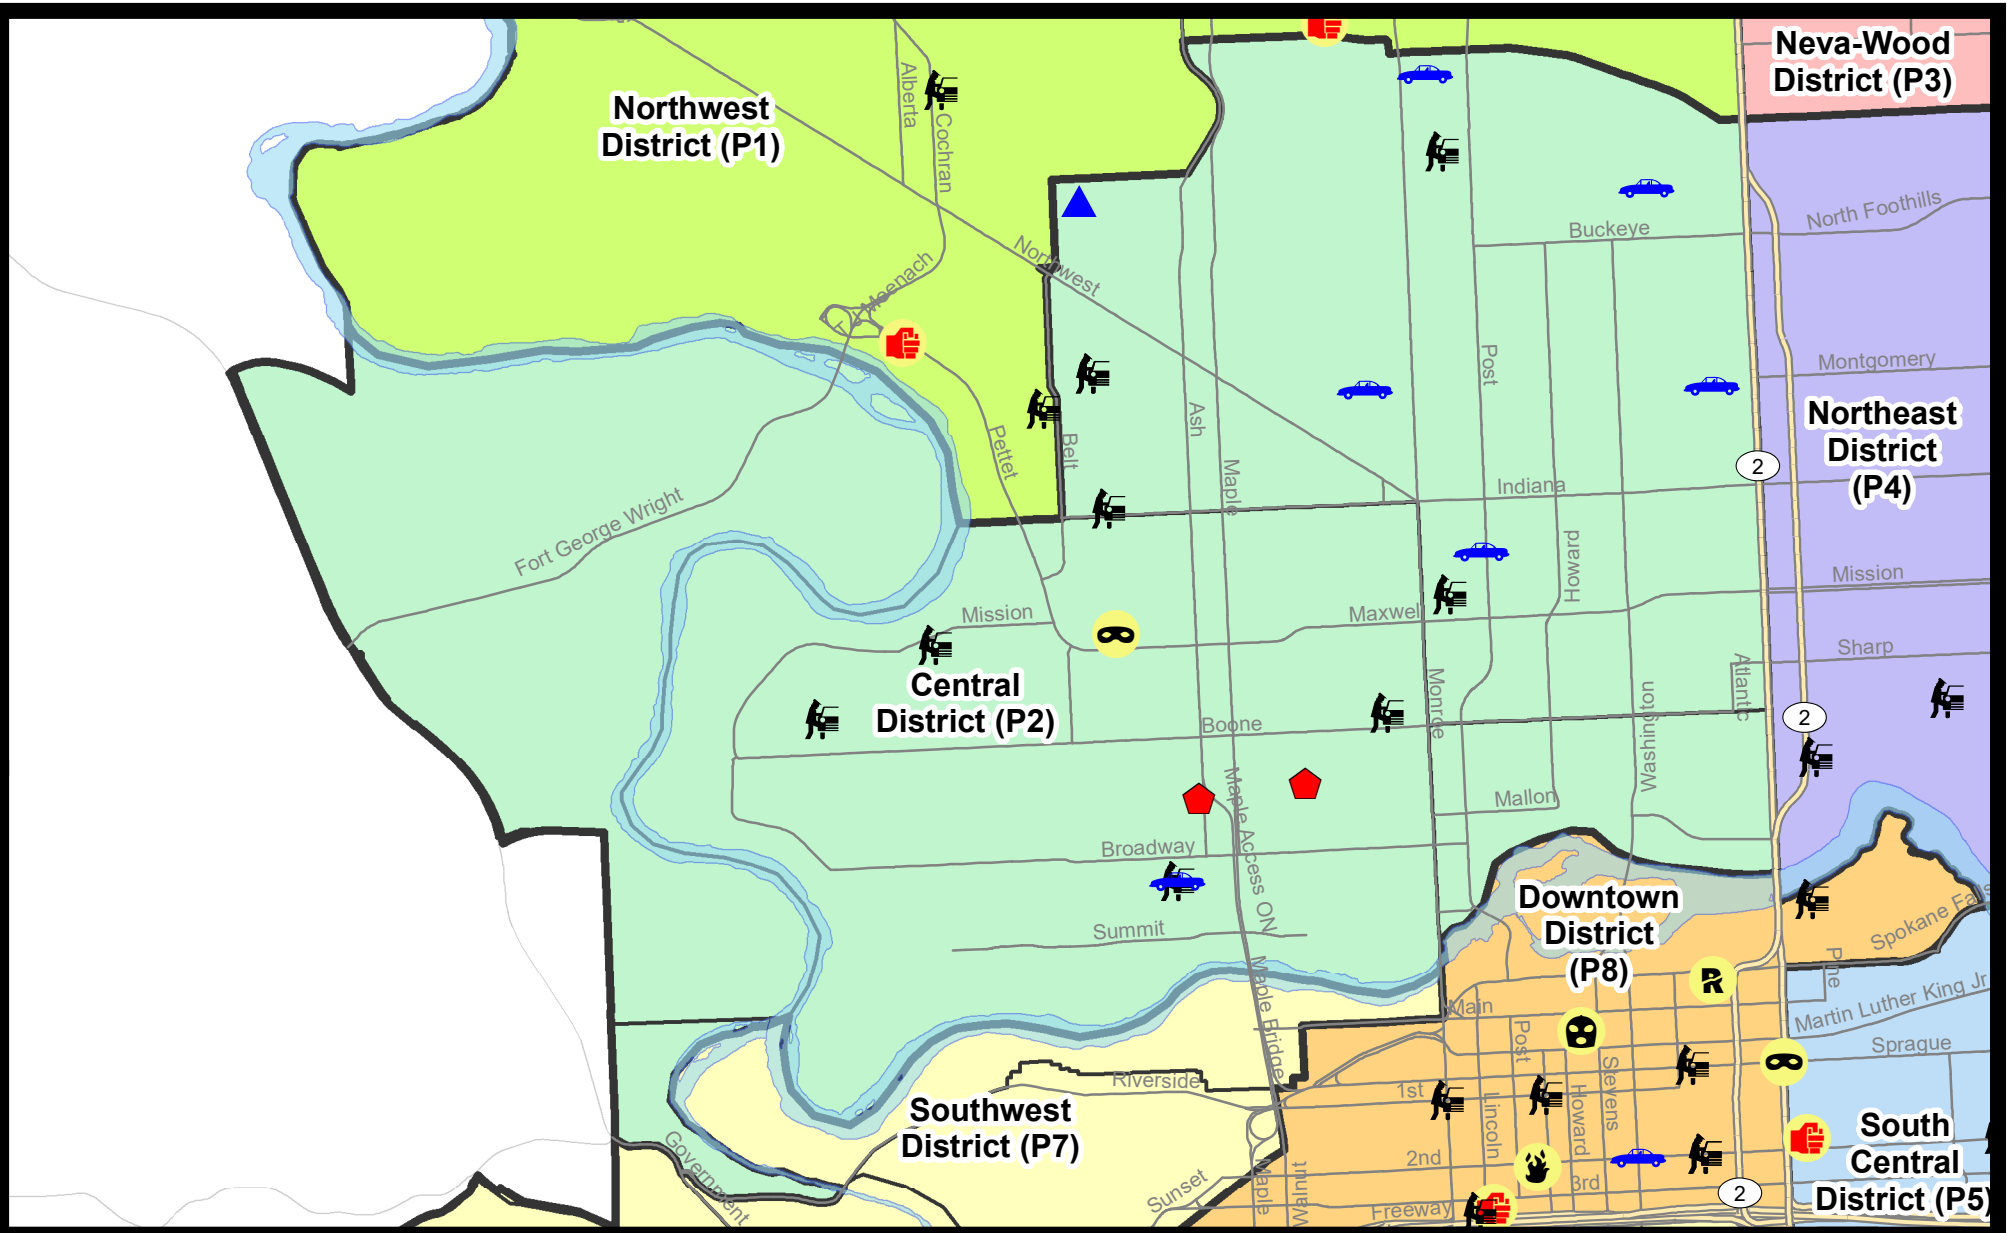 Neva-Wood
District (P3)
Northwest
District (P1)
Alberta
Cochran
North Foothills
Buckeye
Northwest
T J Meenach
Post
Montgomery
Northeast
District
(P4)
Ash
Belt
Pettet
Maple
2
Indiana
Fort George Wright
Howard
Mission
Mission
Maxwell
Sharp
Atlantic
Monroe
Washington
Central
District (P2)
2
Boone
Mallon
Maple Access ON
Broadway
Summit
Downtown
District
(P8)
Spokane Fa
Pine
Martin Luther King Jr
Maple Bridge
Main
Post
Stevens
Sprague
Riverside
1st
Lincoln
Howard
Southwest
District (P7)
South
Central
District (P5)
Government
2nd
3rd
2
Sunset
Maple
Walnut
Freeway